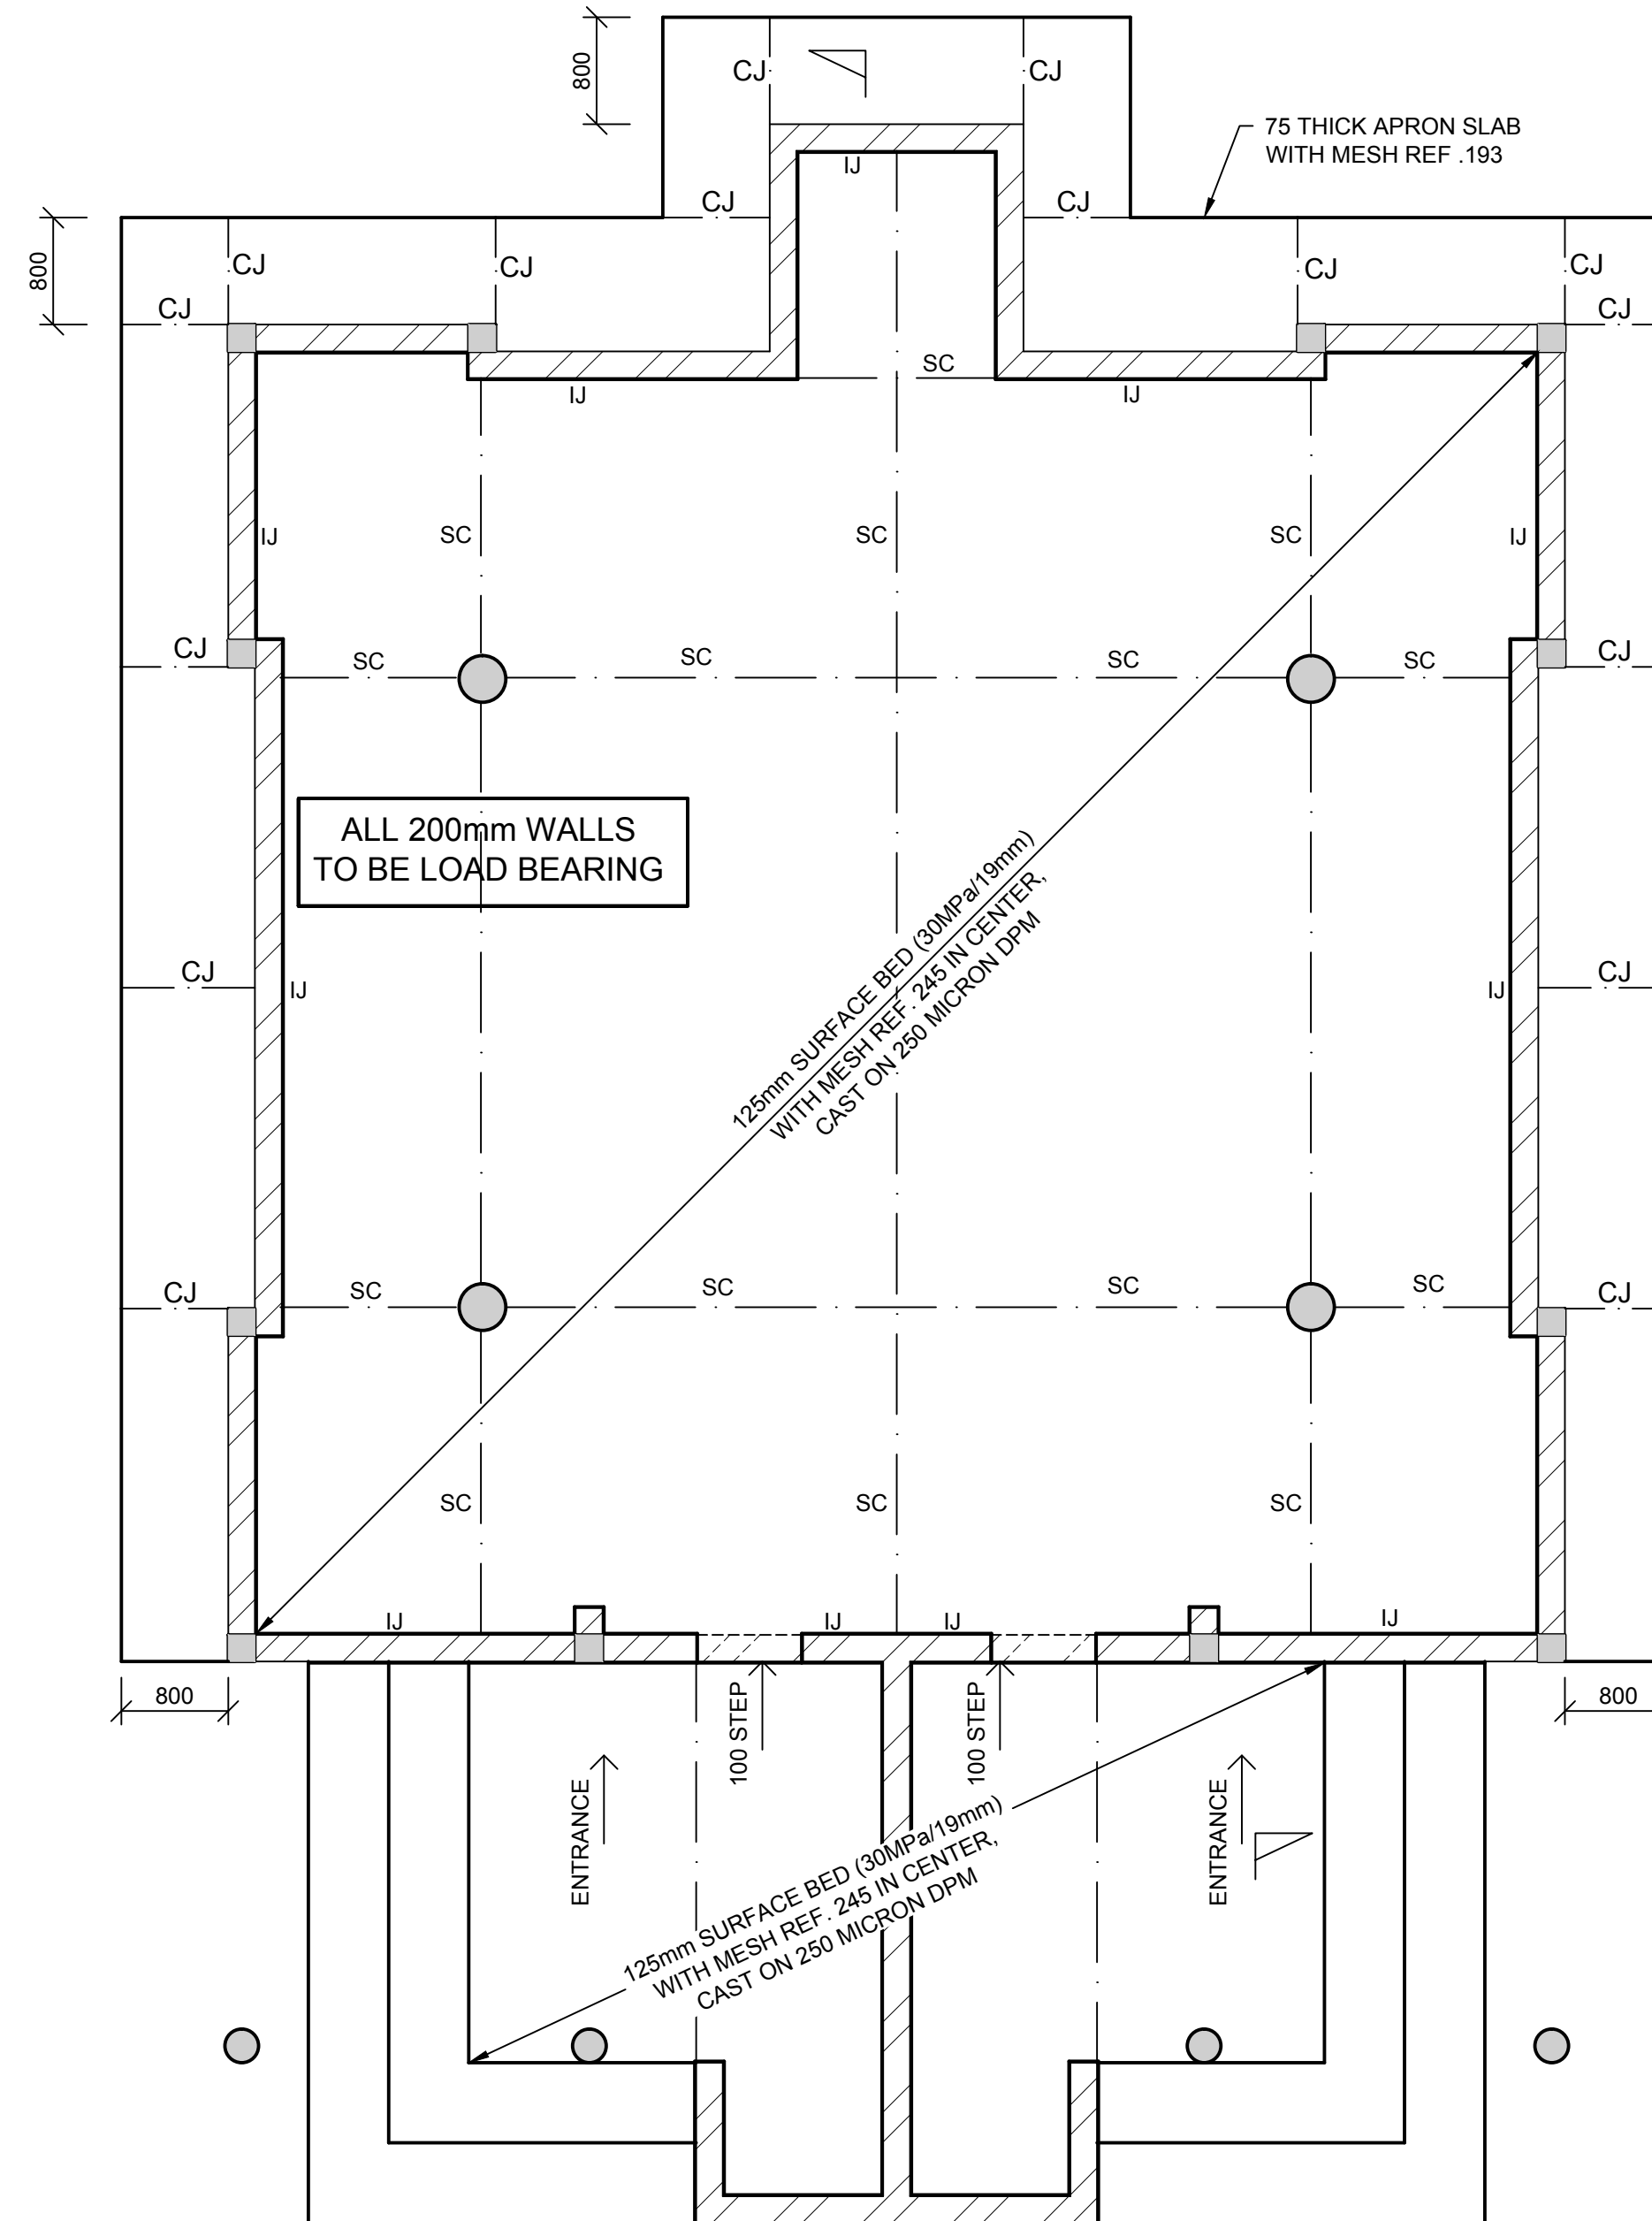 800
CJ
CJ
75 THICK APRON SLAB
WITH MESH REF .193
IJ
CJ
CJ
800
CJ
CJ
CJ
CJ
CJ
CJ
SC
IJ
IJ
IJ
SC
SC
SC
IJ
CJ
SC
SC
SC
SC
CJ
ALL 200mm WALLS
TO BE LOAD BEARING
125mm SURFACE BED (30MPa/19mm)
WITH MESH REF. 245 IN CENTER,
CAST ON 250 MICRON DPM
CJ
IJ
IJ
CJ
CJ
SC
SC
SC
SC
CJ
SC
SC
SC
IJ
IJ
IJ
IJ
800
100 STEP
100 STEP
800
ENTRANCE
ENTRANCE
125mm SURFACE BED (30MPa/19mm)
WITH MESH REF. 245 IN CENTER,
CAST ON 250 MICRON DPM